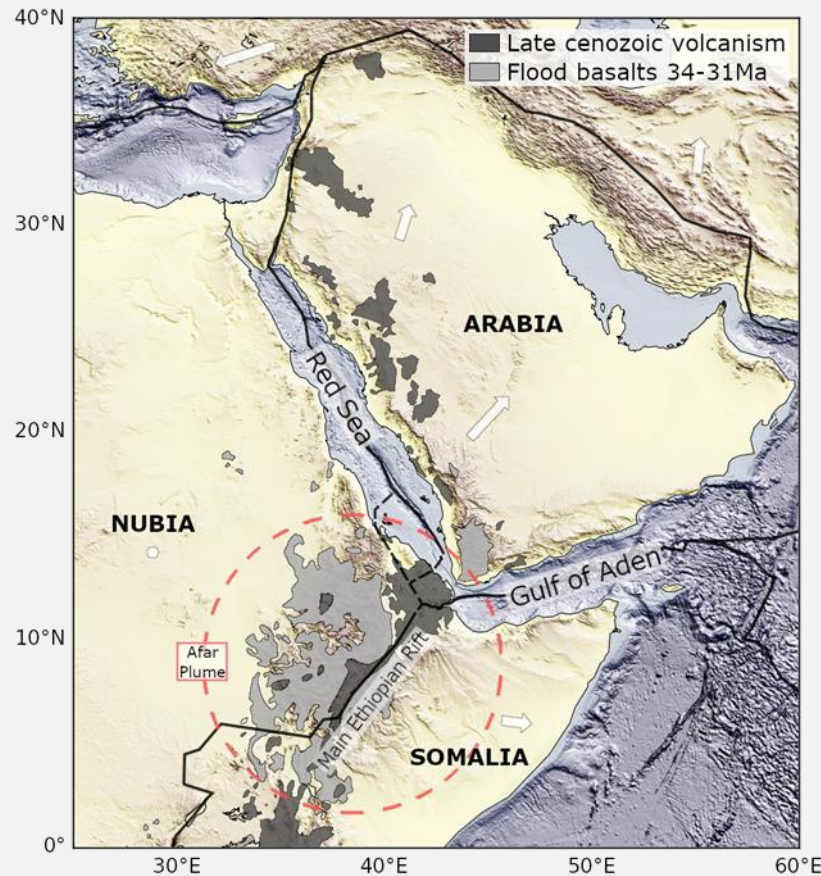 40°N
Late cenozoic volcanism
Flood basalts 34-31Ma
30°N
ARABIA
Red Sea
20°N
NUBIA
Gulf of Aden
10°N
Afar
Plume
Main Ethiopian Rift
SOMALIA
0°
30°E
40°E
50°E
60°E